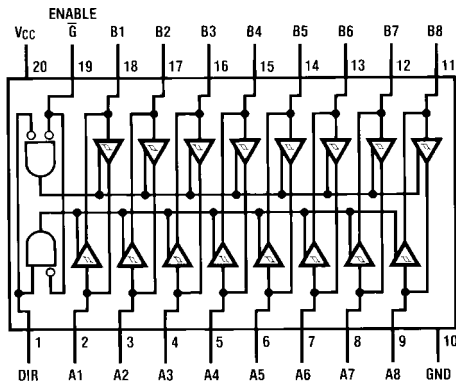 ENABLE
VCC G B1 B2 B3 B4 B5 B6 B7 B8
20 19 18 17 16 15 14 13 12 11
1 2 3 4 5 6 7 8 9 10
DIR A1 A2 A3 A4 A5 A6 A7 A8 GND